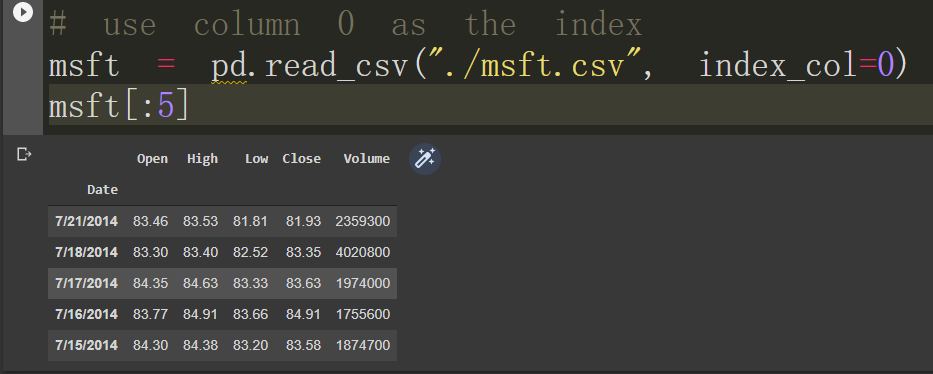 # use column 0 as the index
msft = pd.read_csv("./msft.csv", index_col=0)
msft[:5]
Open High Low Close Volume
Date
7/21/2014 83.46 83.53 81.81 81.93 2359300
7/18/2014 83.30 83.40 82.52 83.35 4020800
7/17/2014 84.35 84.63 83.33 83.63 1974000
7/16/2014 83.77 84.91 83.66 84.91 1755600
7/15/2014 84.30 84.38 83.20 83.58 1874700